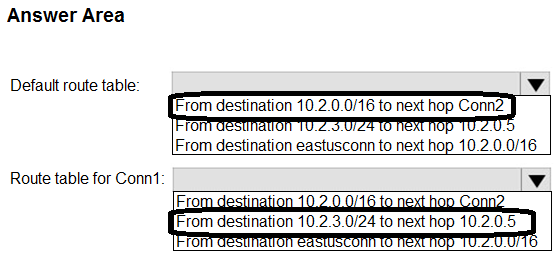 Answer Area
Default route table:
From destination 10.2.0.0/16 to next hop Conn2
From destination 10.2.3.0/24 to next hop 10.2.0.5
From destination eastusconn to next hop 10.2.0.0/16
Route table for Conn1:
From destination 10.2.0.0/16 to next hop Conn2
From destination 10.2.3.0/24 to next hop 10.2.0.5
From destination eastusconn to next hop 10.2.0.0/16